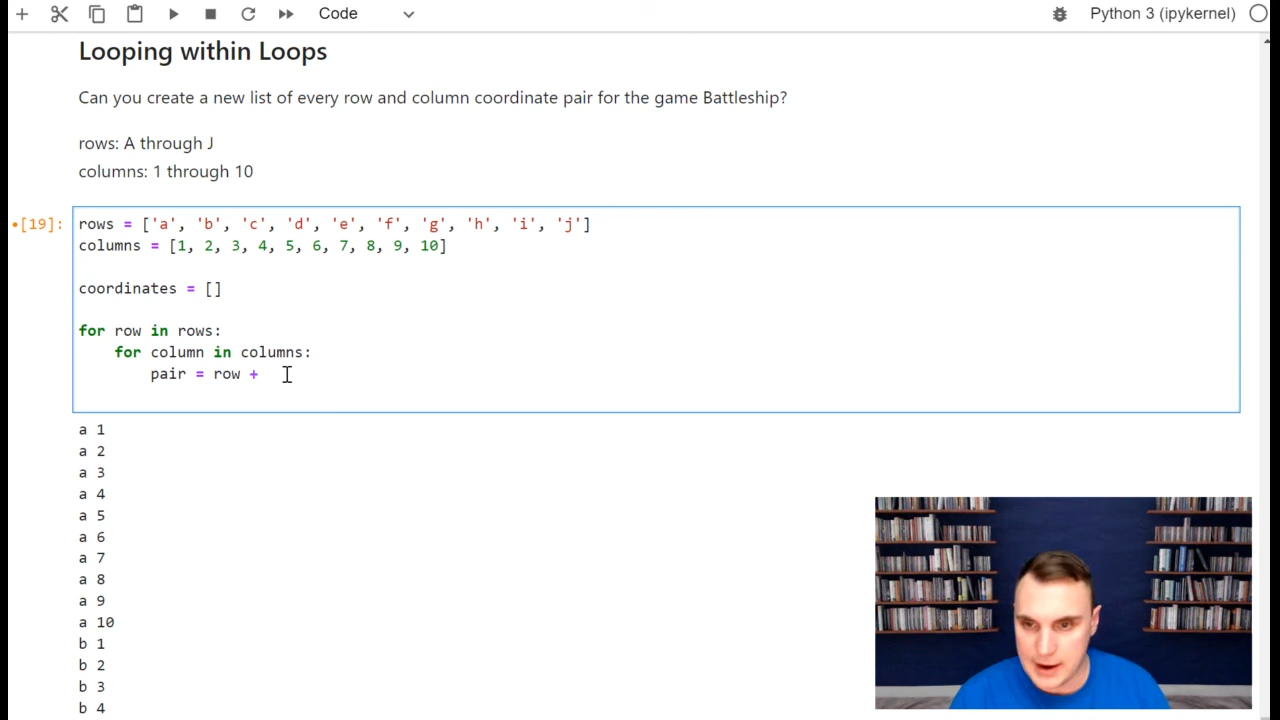 Code
Python 3 (ipykernel)
Looping within Loops
Can you create a new list of every row and column coordinate pair for the game Battleship?
rows: A through J
columns: 1 through 10
[19]:
rows = ['a', 'b', 'c', 'd', 'e', 'f', 'g', 'h', 'i', 'j']
columns = [1, 2, 3, 4, 5, 6, 7, 8, 9, 10]
coordinates = []
for row in rows:
for column in columns:
pair = row +
a 1
a 2
a 3
a 4
a 5
a 6
a 7
a 8
a 9
a 10
b 1
b 2
b 3
b 4